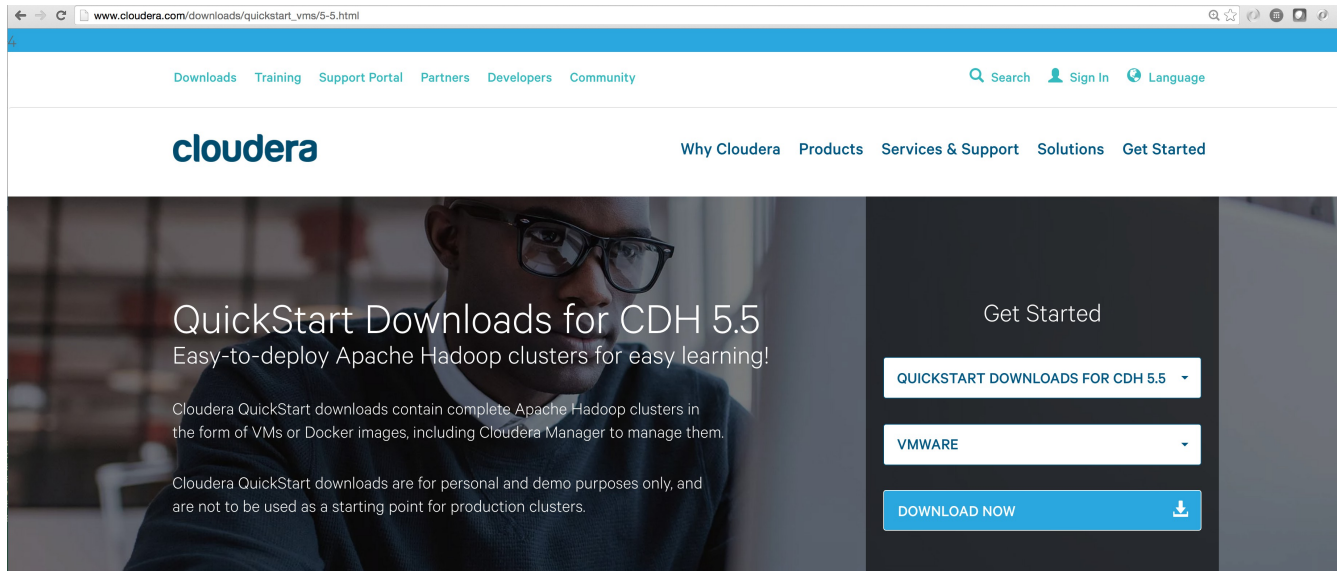 www.cloudera.com/downloads/quickstart_vms/5-5.html
4
Downloads Training Support Portal Partners Developers Community Search Sign In Language
cloudera Why Cloudera Products Services & Support Solutions Get Started
QuickStart Downloads for CDH 5.5
Easy-to-deploy Apache Hadoop clusters for easy learning!
Cloudera QuickStart downloads contain complete Apache Hadoop clusters in
the form of VMs or Docker images, including Cloudera Manager to manage them.
Cloudera QuickStart downloads are for personal and demo purposes only, and
are not to be used as a starting point for production clusters.
Get Started
QUICKSTART DOWNLOADS FOR CDH 5.5
VMWARE
DOWNLOAD NOW